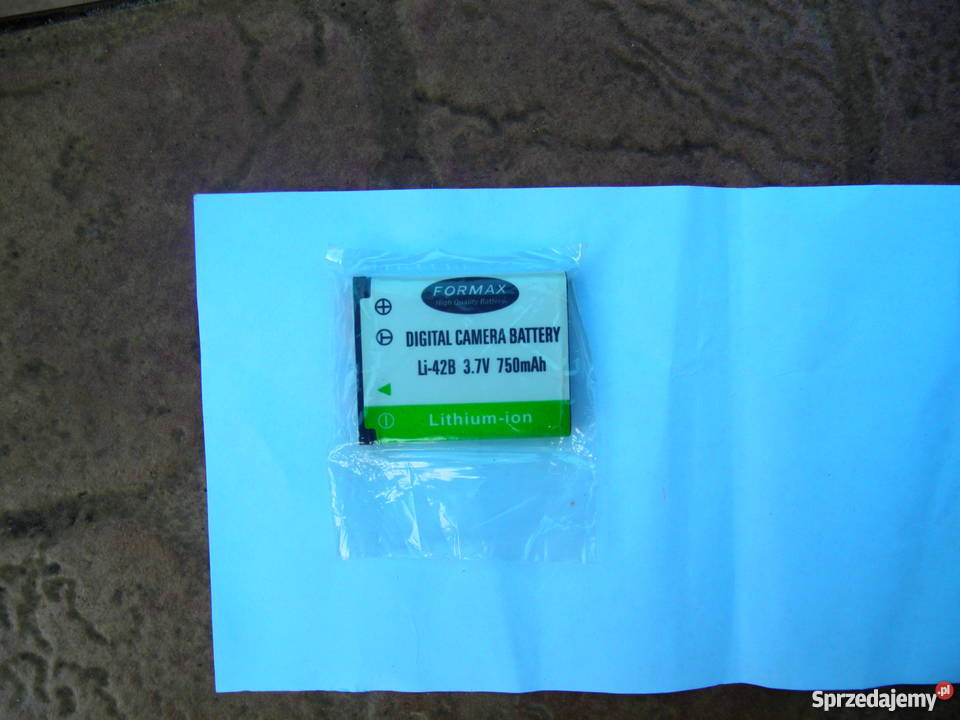 FORMAX
High Quality Battery
DIGITAL CAMERA BATTERY
Li-42B 3.7V 750mAh
Lithium-ion
Sprzedajemy.pl